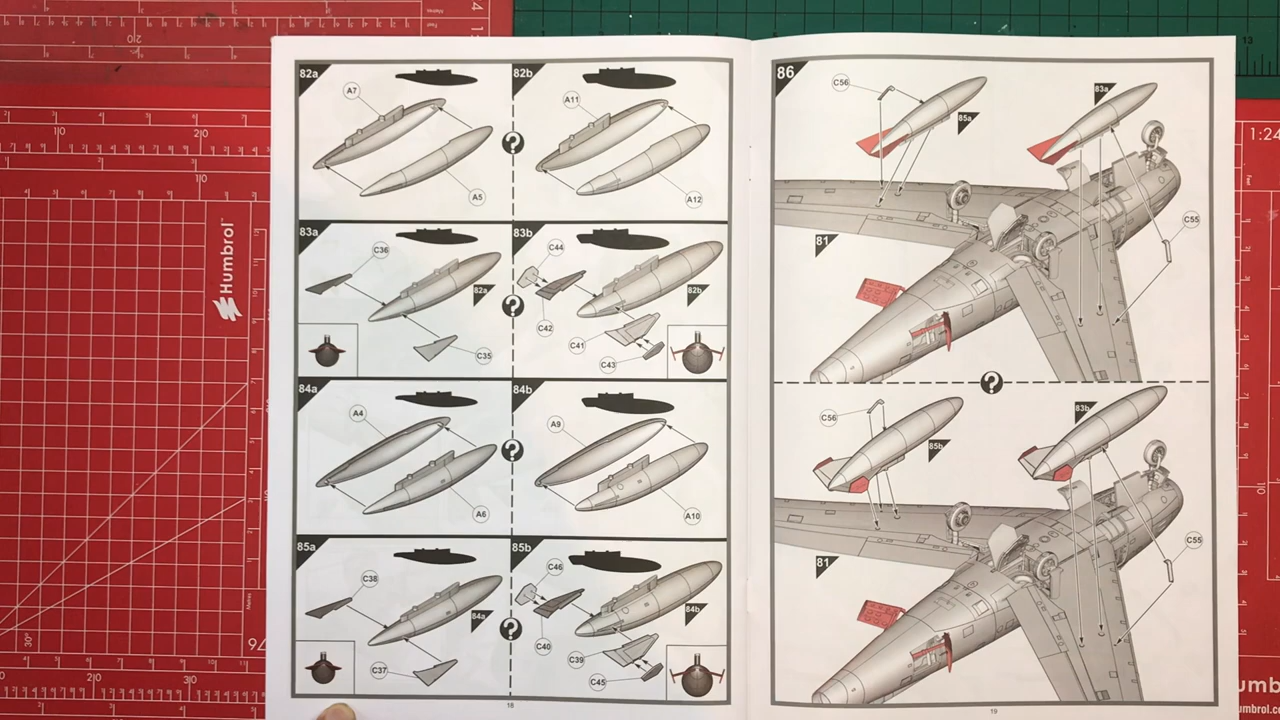 82a
A7
A5
82b
A11
A12
83a
C36
82a
C35
83b
C44
C42
82b
C41
C43
84a
A4
A6
84b
A9
A10
85a
C38
84a
C37
85b
C46
C40
84b
C39
C45
18
86
C56
85a
83a
C55
81
C56
85b
83b
C55
81
19
Humbrol™
1:24
13